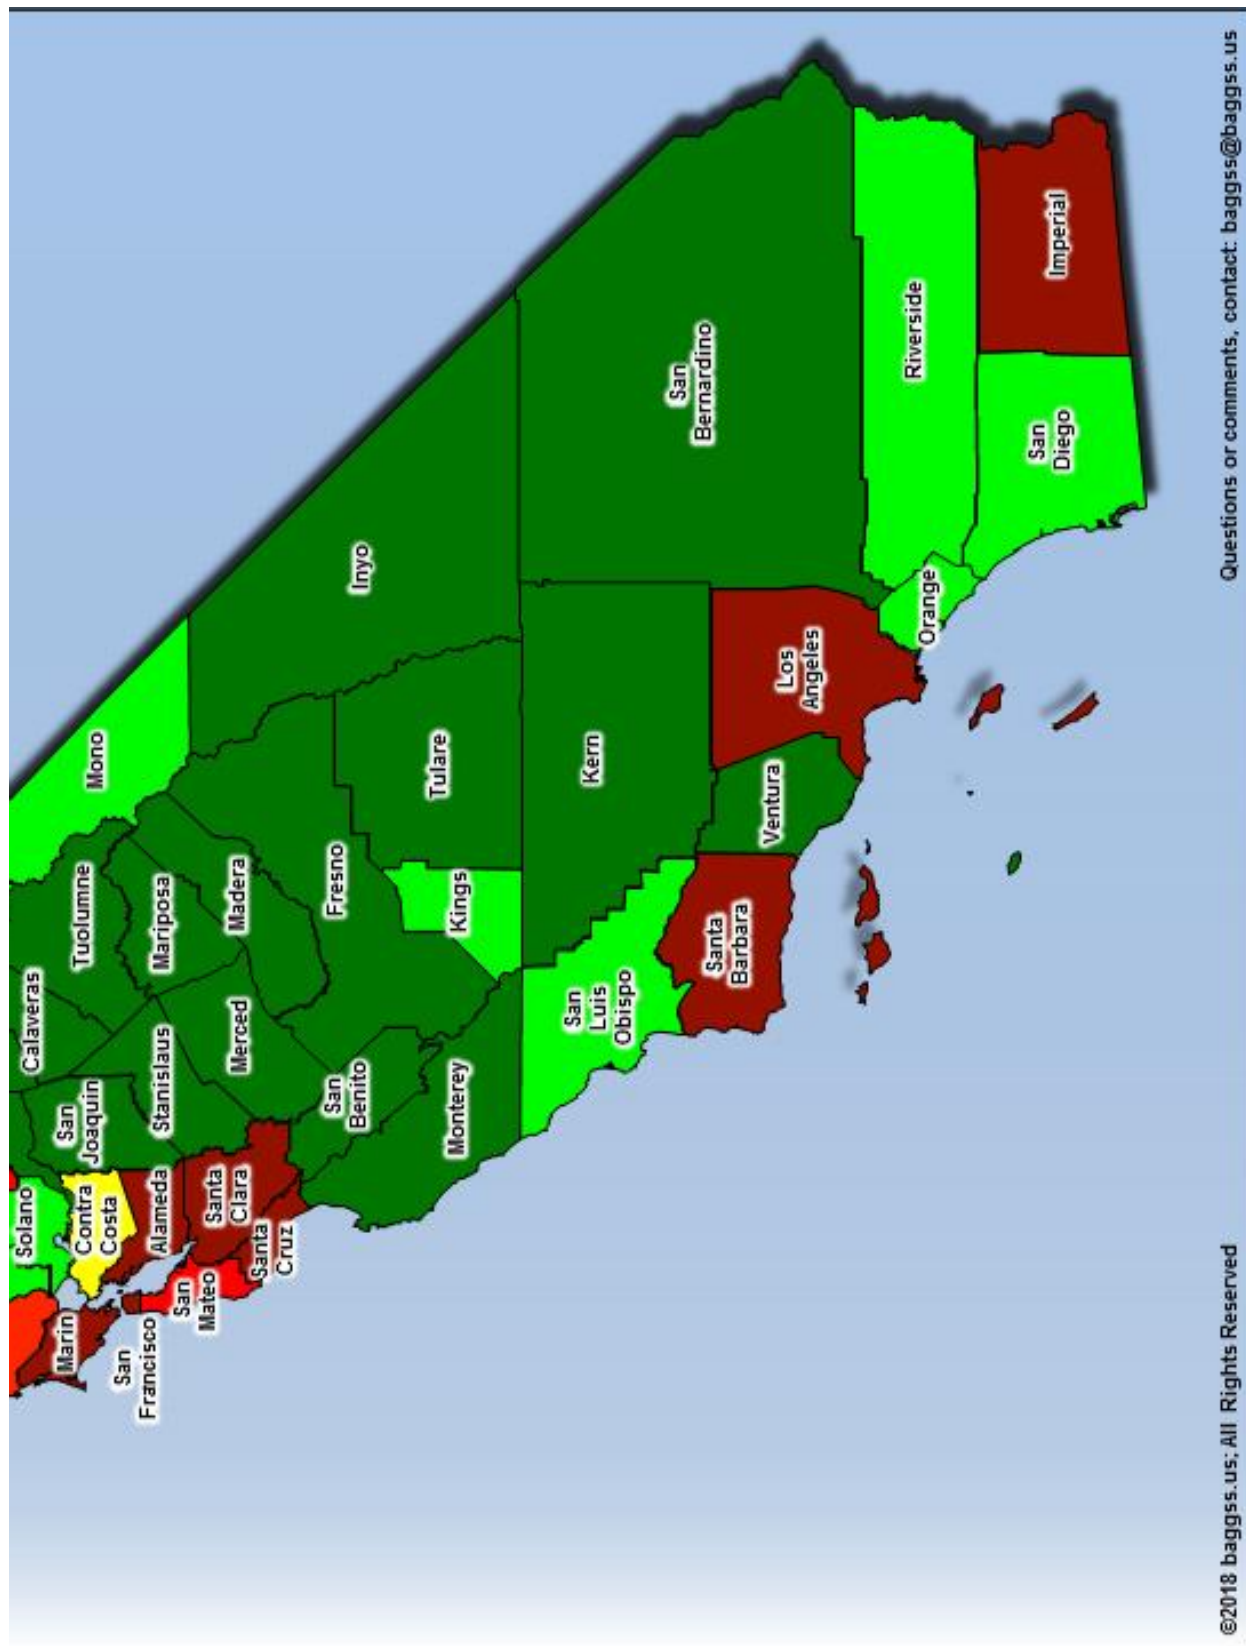 Calaveras
Tuolumne
Mono
Solano
San
Joaquin
Contra
Costa
Marin
Stanislaus
Mariposa
Alameda
San
Francisco
Merced
Madera
Santa
Clara
San
Mateo
Santa
Cruz
Fresno
Inyo
San
Benito
Kings
Tulare
Monterey
San
Luis
Obispo
Kern
San
Bernardino
Santa
Barbara
Ventura
Los
Angeles
Riverside
Orange
San
Diego
Imperial
©2018 baggss.us; All Rights Reserved
Questions or comments, contact: baggss@baggss.us